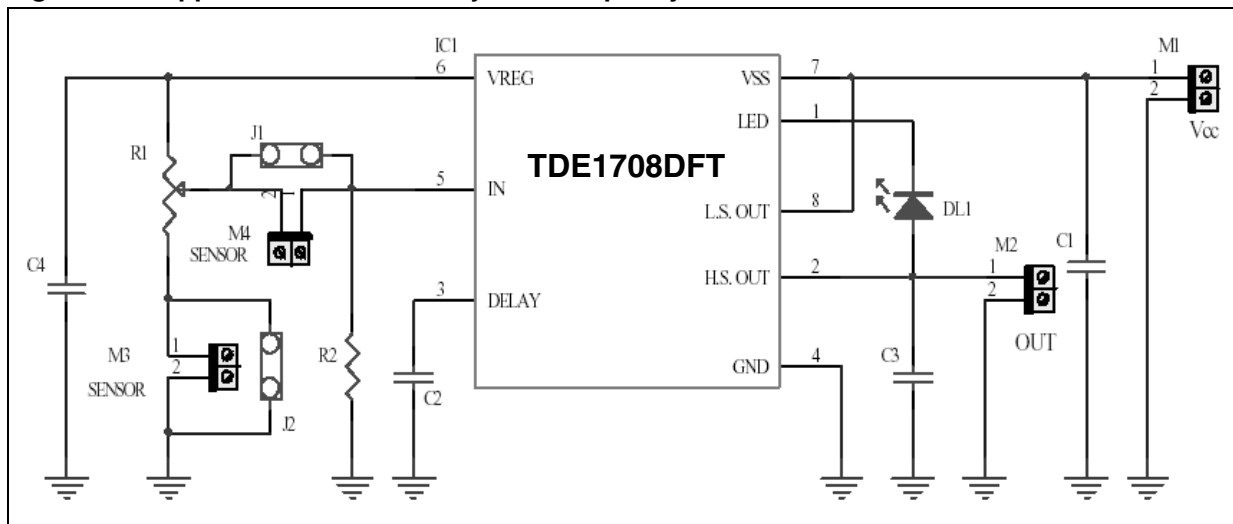 IC1
M1
6
VREG
VSS
7
1
2
LED
1
Vcc
J1
R1
TDE1708DFT
2
1
5
IN
L.S. OUT
8
DL1
M4
SENSOR
M2
C1
C4
H.S. OUT
2
1
2
3
DELAY
OUT
M3
SENSOR
1
2
R2
C2
GND
4
C3
J2